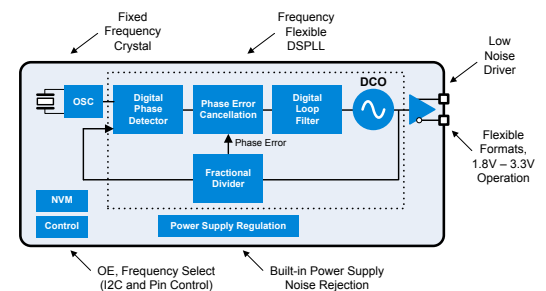 Fixed
Frequency
Crystal
Frequency
Flexible
DSPLL
Low
Noise
Driver
OSC
Digital
Phase
Detector
Phase Error
Cancellation
Digital
Loop
Filter
DCO
Phase Error
Fractional
Divider
Flexible
Formats,
1.8V – 3.3V
Operation
NVM
Control
Power Supply Regulation
OE, Frequency Select
(I2C and Pin Control)
Built-in Power Supply
Noise Rejection